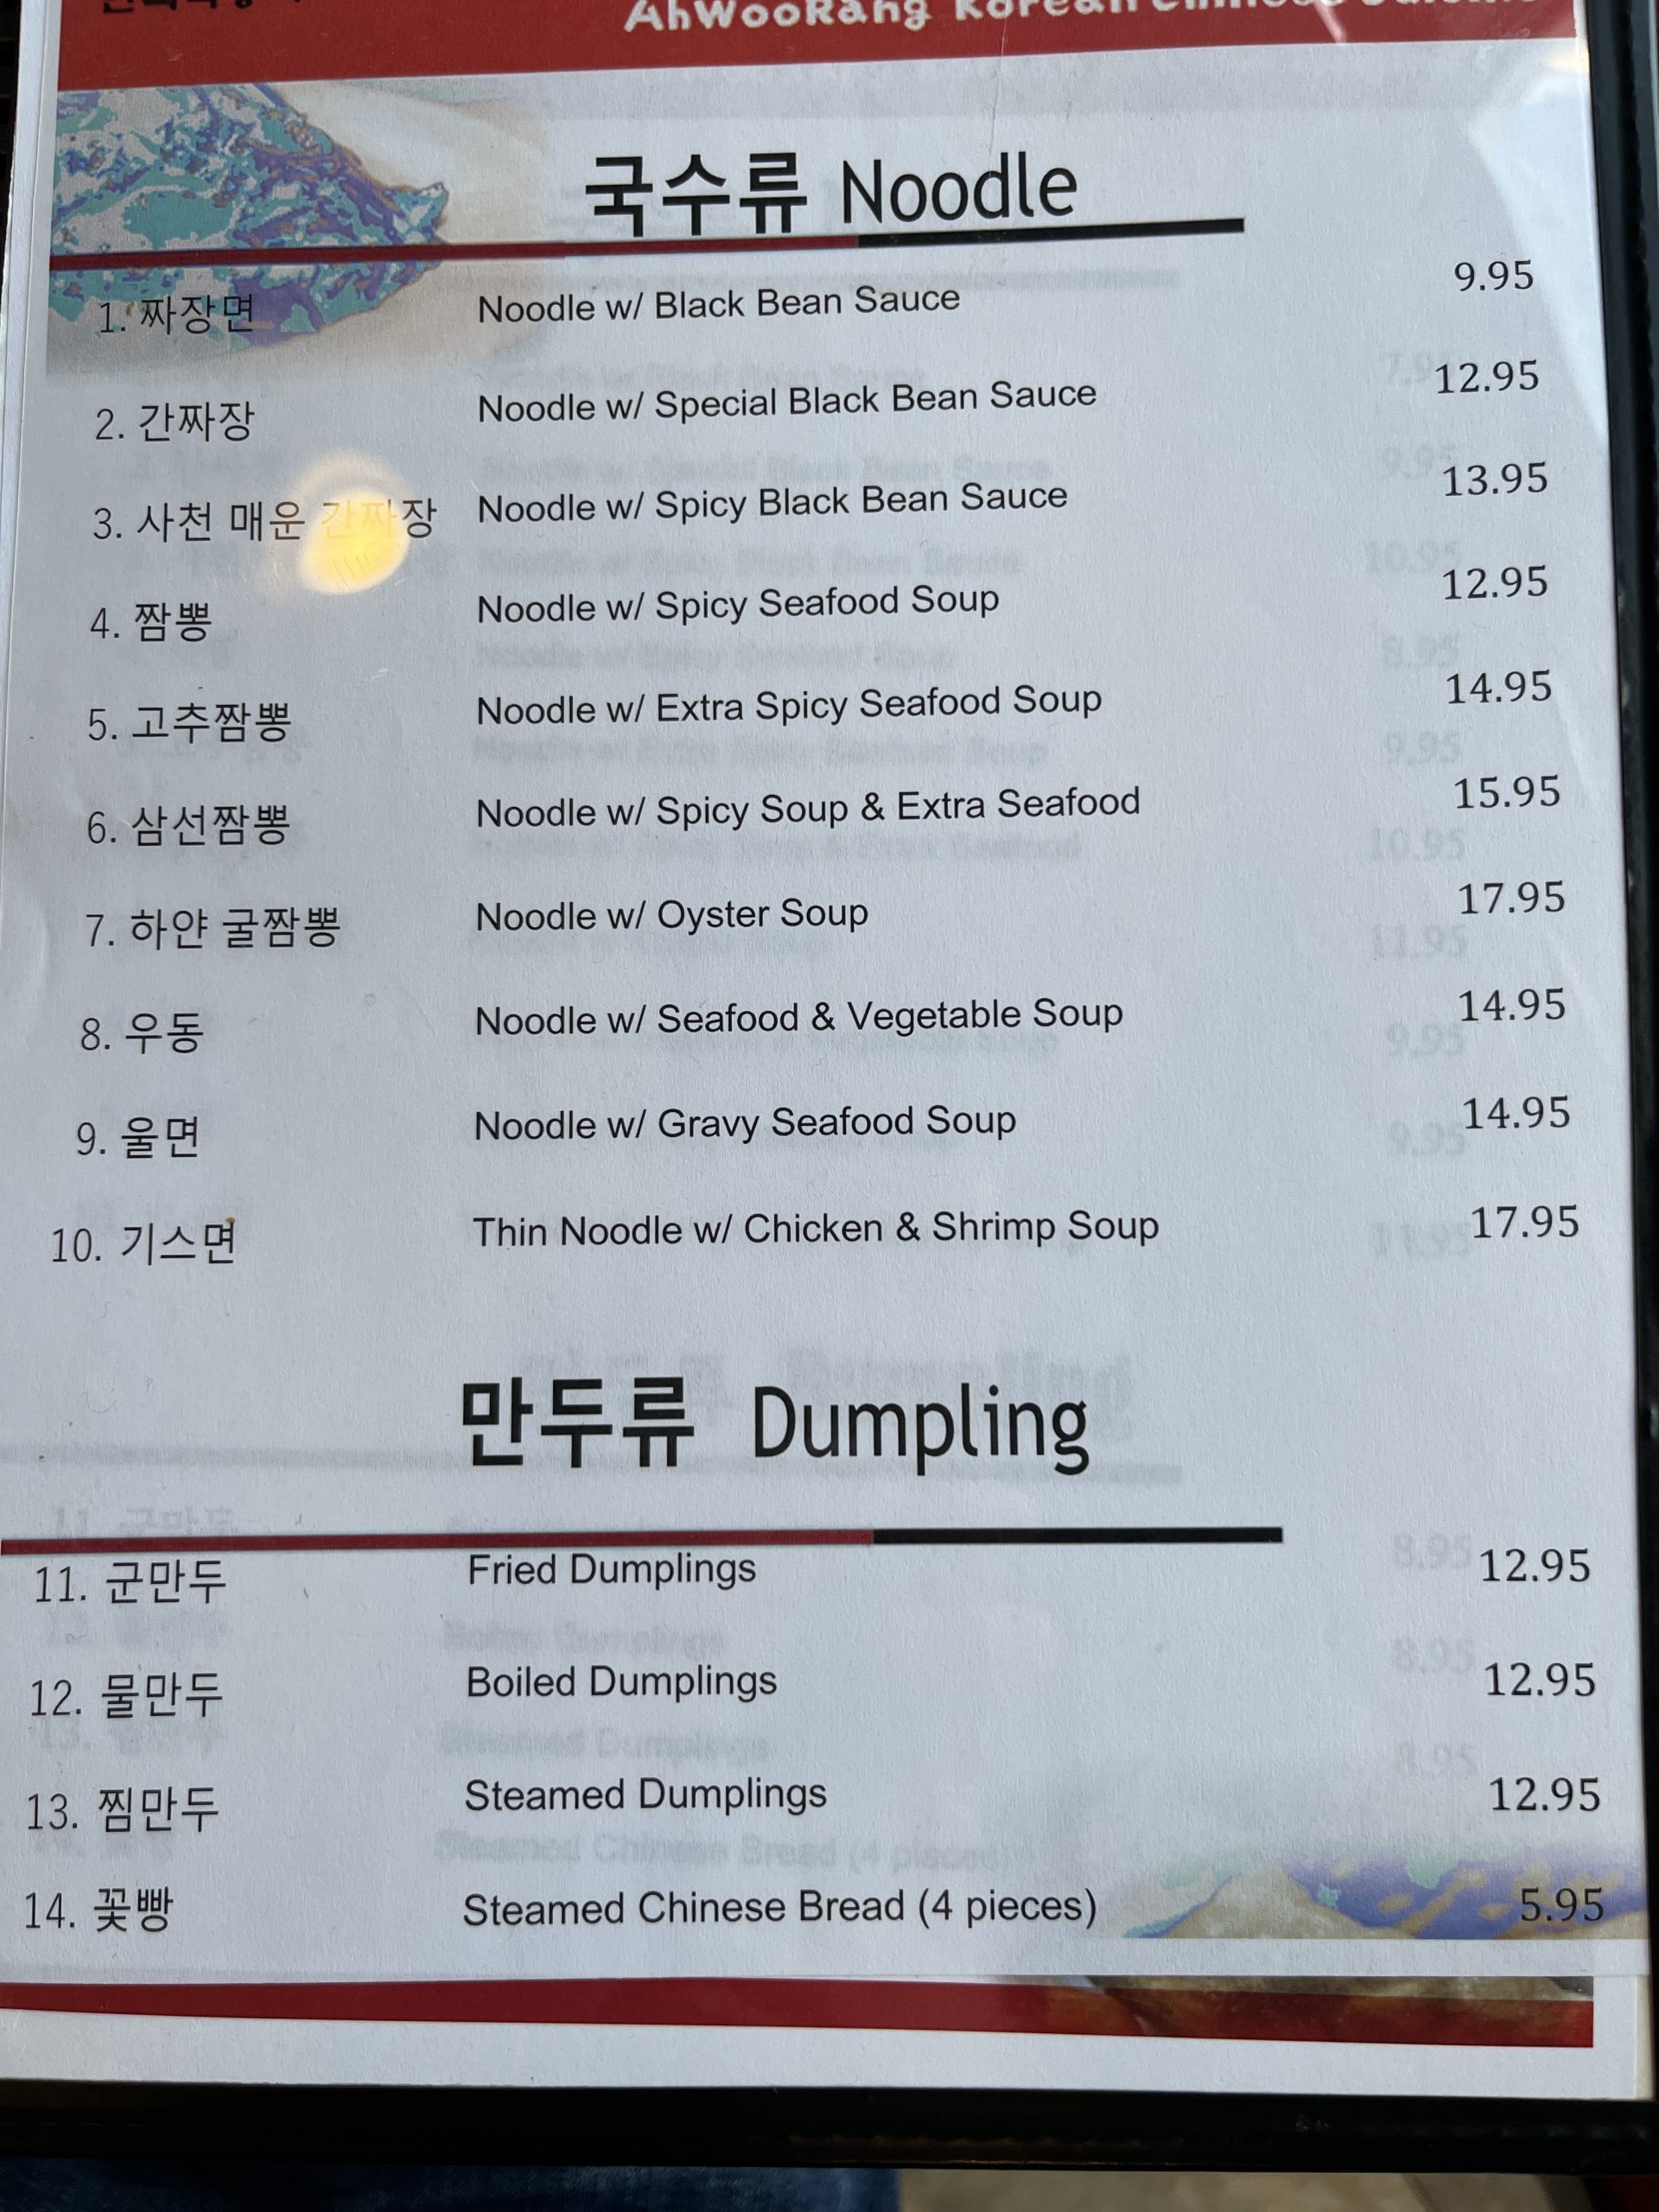 AhWooRang Korean Chinese Cuisine
국수류 Noodle
1. 짜장면 Noodle w/ Black Bean Sauce 9.95
2. 간짜장 Noodle w/ Special Black Bean Sauce 12.95
3. 사천 매운 간짜장 Noodle w/ Spicy Black Bean Sauce 13.95
4. 짬뽕 Noodle w/ Spicy Seafood Soup 12.95
5. 고추짬뽕 Noodle w/ Extra Spicy Seafood Soup 14.95
6. 삼선짬뽕 Noodle w/ Spicy Soup & Extra Seafood 15.95
7. 하얀 굴짬뽕 Noodle w/ Oyster Soup 17.95
8. 우동 Noodle w/ Seafood & Vegetable Soup 14.95
9. 울면 Noodle w/ Gravy Seafood Soup 14.95
10. 기스면 Thin Noodle w/ Chicken & Shrimp Soup 17.95
만두류 Dumpling
11. 군만두 Fried Dumplings 12.95
12. 물만두 Boiled Dumplings 12.95
13. 찜만두 Steamed Dumplings 12.95
14. 꽃빵 Steamed Chinese Bread (4 pieces) 5.95